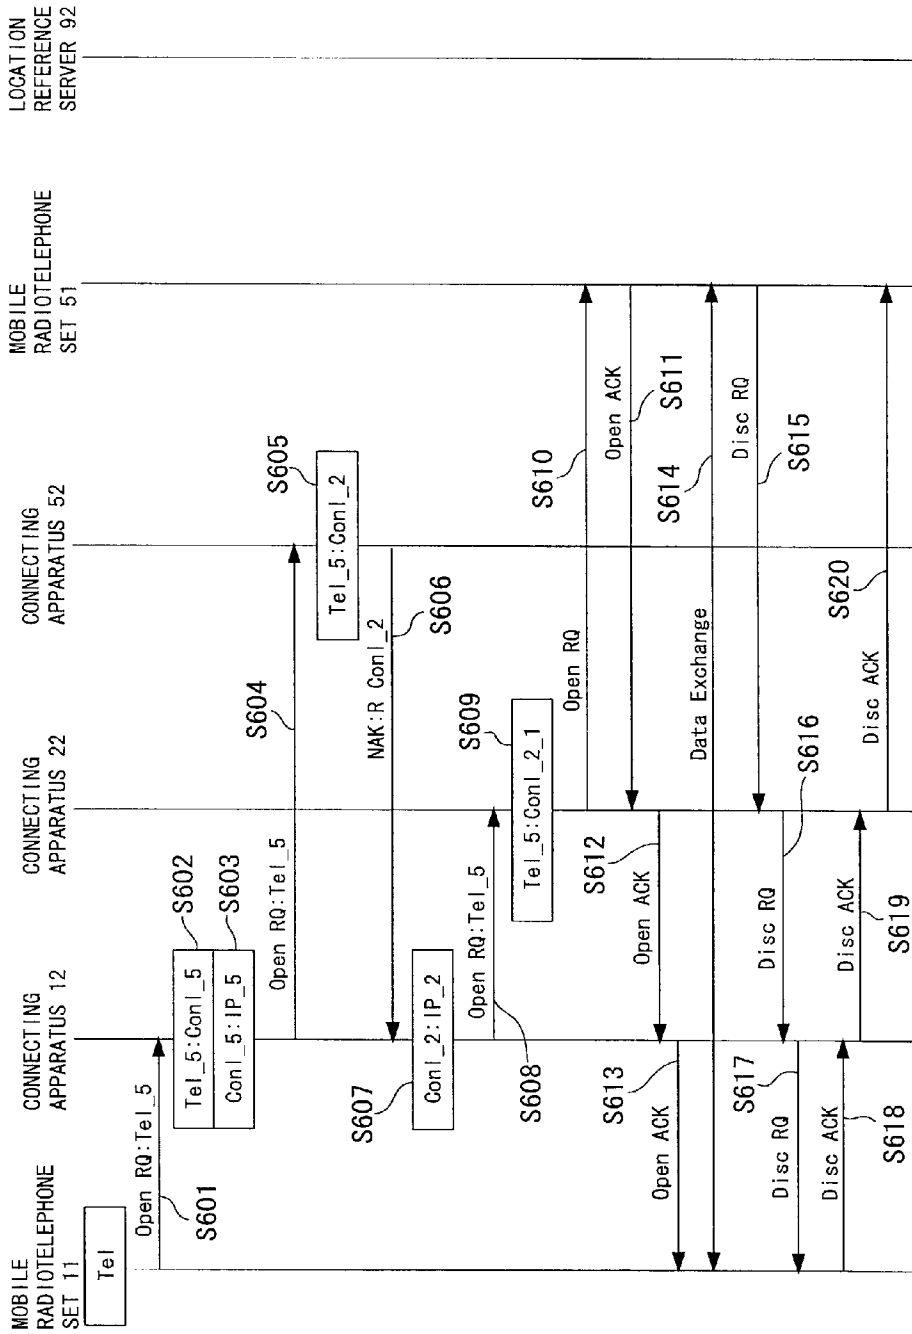 MOBILE
RADIOTELEPHONE
SET 11
CONNECTING
APPARATUS 12
CONNECTING
APPARATUS 22
CONNECTING
APPARATUS 52
MOBILE
RADIOTELEPHONE
SET 51
LOCATION
REFERENCE
SERVER 92
Tel
Open RQ:Tel_5
S601
Tel_5:Conl_5
S602
Conl_5:IP_5
S603
Open RQ:Tel_5
S604
Tel_5:Conl_2
S605
NAK:R Conl_2
S606
Conl_2:IP_2
S607
Open RQ:Tel_5
S608
Tel_5:Conl_2_1
S609
Open RQ
S610
Open ACK
S611
Open ACK
S612
Open ACK
S613
Data Exchange
S614
Disc RQ
S615
Disc RQ
S616
Disc RQ
S617
Disc ACK
S618
Disc ACK
S619
Disc ACK
S620